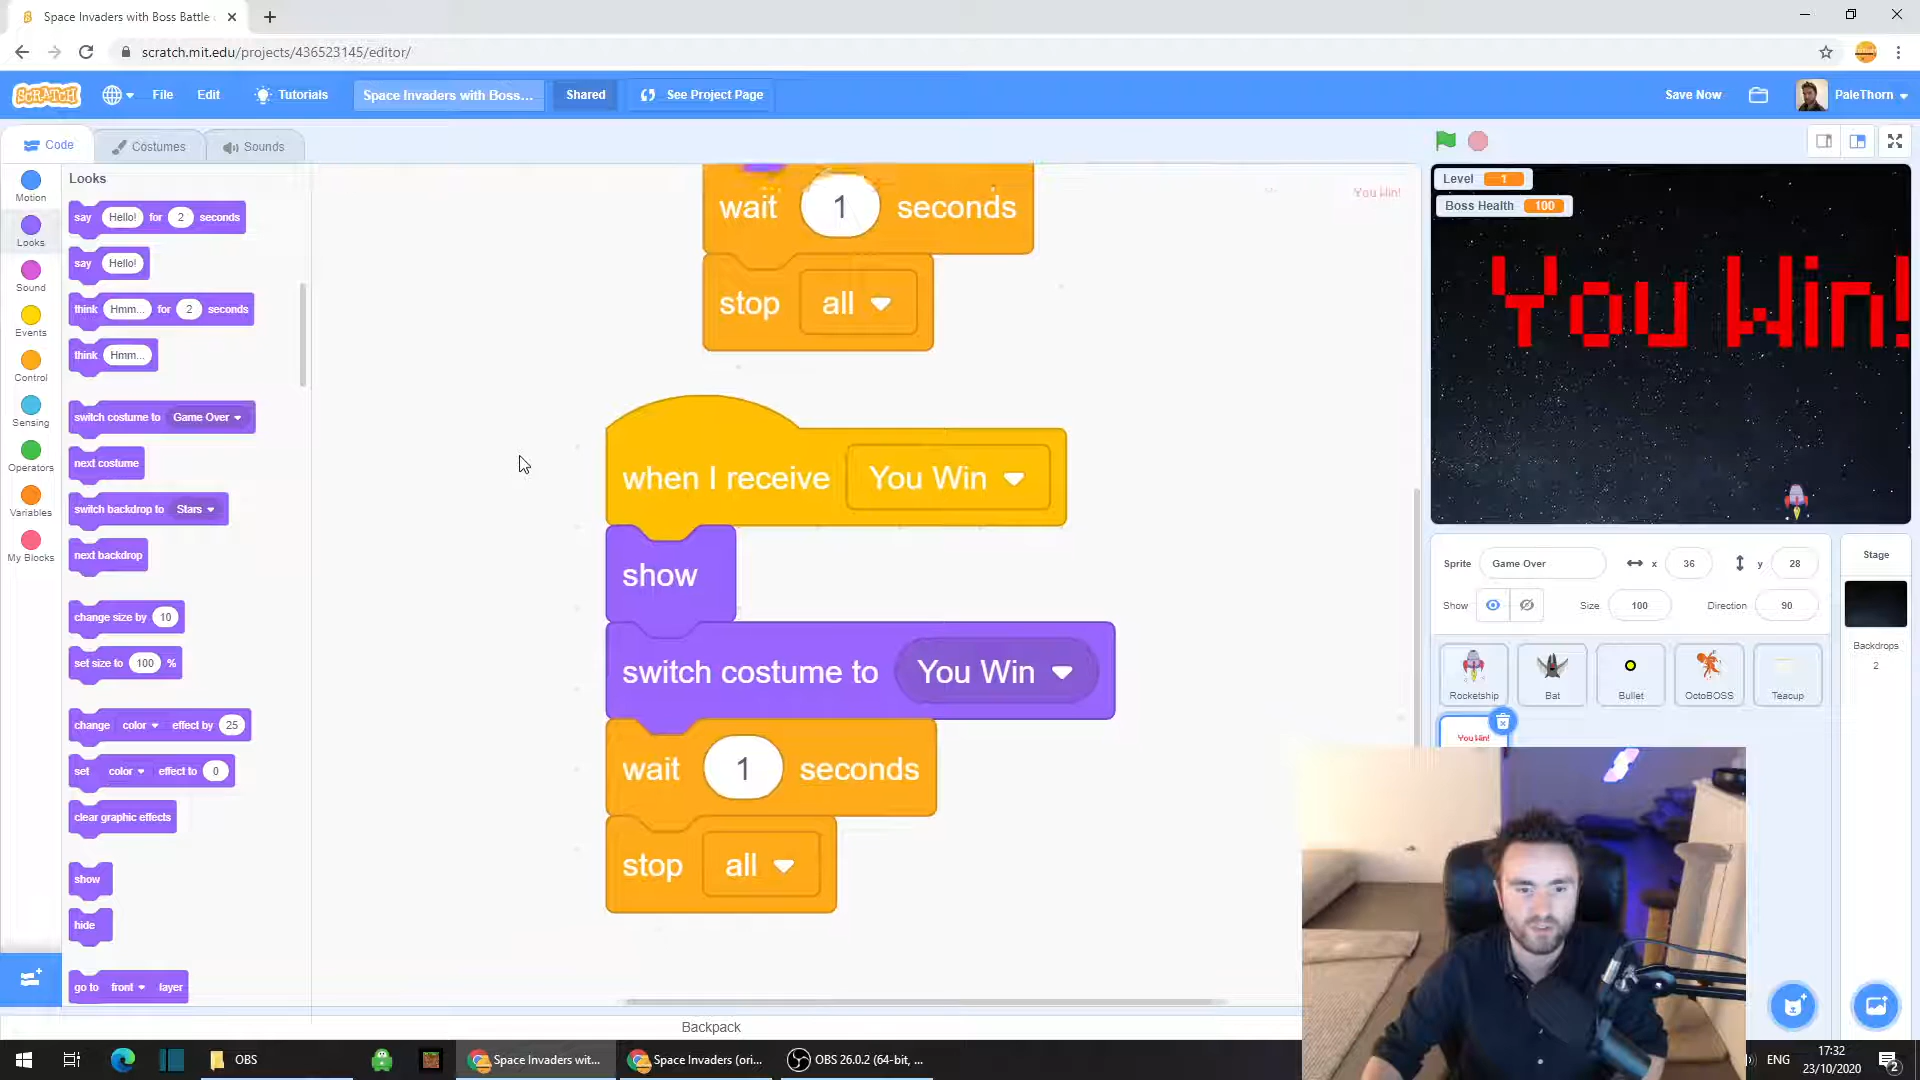 Space Invaders with Boss Battle
scratch.mit.edu/projects/436523145/editor/
SCRATCH
File
Edit
Tutorials
Space Invaders with Boss...
Shared
See Project Page
Save Now
PaleThorn
Code
Costumes
Sounds
Motion
Looks
Sound
Events
Control
Sensing
Operators
Variables
My Blocks
Looks
say Hello! for 2 seconds
say Hello!
think Hmm... for 2 seconds
think Hmm...
switch costume to Game Over
next costume
switch backdrop to Stars
next backdrop
change size by 10
set size to 100 %
change color effect by 25
set color effect to 0
clear graphic effects
show
hide
go to front layer
wait 1 seconds
stop all
You Win!
when I receive You Win
show
switch costume to You Win
wait 1 seconds
stop all
Level 1
Boss Health 100
You Win!
Sprite Game Over x 36 y 28
Show Size 100 Direction 90
Rocketship
Bat
Bullet
OctoBOSS
Teacup
You Win!
Stage
Backdrops
2
Backpack
OBS
Space Invaders wit...
Space Invaders (ori...
OBS 26.0.2 (64-bit, ...
ENG
17:32
23/10/2020
2